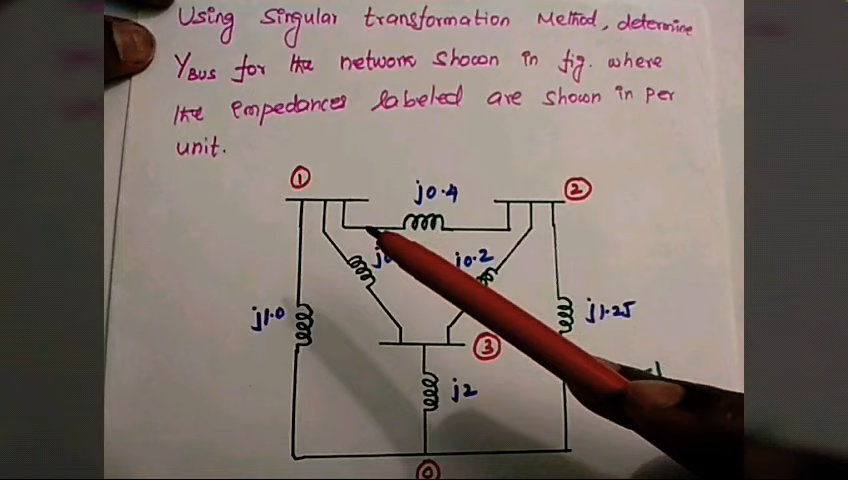 Using Singular transformation Method, determine
YBUS for the network shown in fig. where
the empedances labeled are shown in per
unit.
1
j0.4
2
j0.2
j1.0
j1.25
3
j2
0